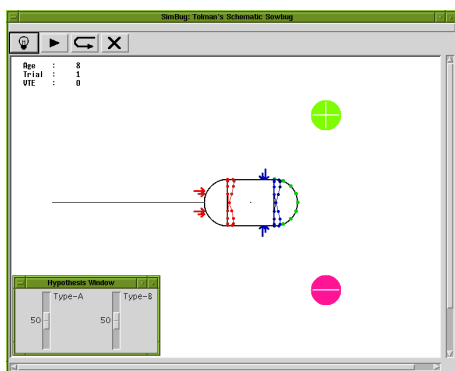 SimBug: Tolman's Schematic Sowbug
Age : 8
Trial : 1
VTE : 0
Hypothesis Window
Type-A Type-B
50 50